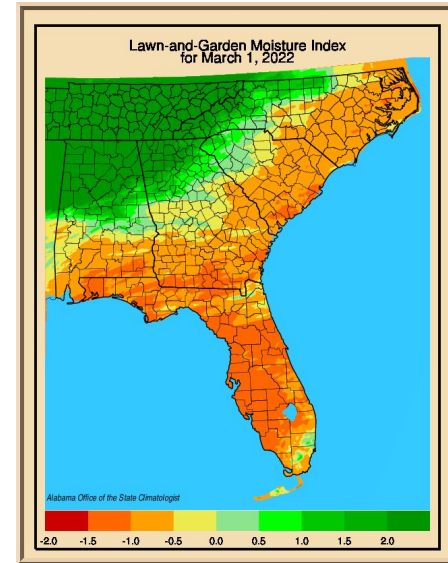 Lawn-and-Garden Moisture Index
for March 1, 2022
Alabama Office of the State Climatologist
-2.0 -1.5 -1.0 -0.5 0.0 0.5 1.0 1.5 2.0